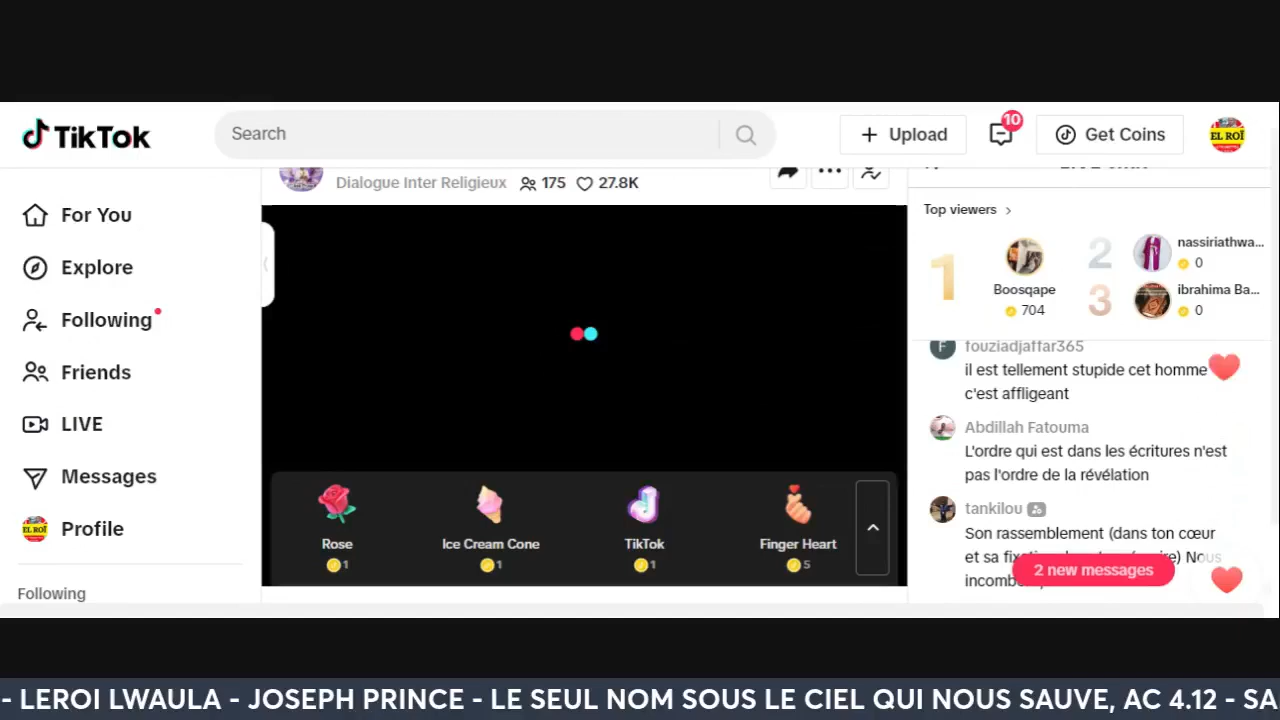 TikTok
Search
Upload
10
Get Coins
EL ROÏ
Dialogue Inter Religieux 175 27.8K
For You
Explore
Following
Friends
LIVE
Messages
EL ROÏ
Profile
Following
Rose
1
Ice Cream Cone
1
TikTok
1
Finger Heart
5
Top viewers
1
Boosqape
704
2
nassiriathwa...
0
3
ibrahima Ba...
0
F
fouziadjaffar365
il est tellement stupide cet homme
c'est affligeant
Abdillah Fatouma
L'ordre qui est dans les écritures n'est
pas l'ordre de la révélation
tankilou
Son rassemblement (dans ton cœur
et sa Nous
2 new messages
- LEROI LWAULA - JOSEPH PRINCE - LE SEUL NOM SOUS LE CIEL QUI NOUS SAUVE, AC 4.12 - SA